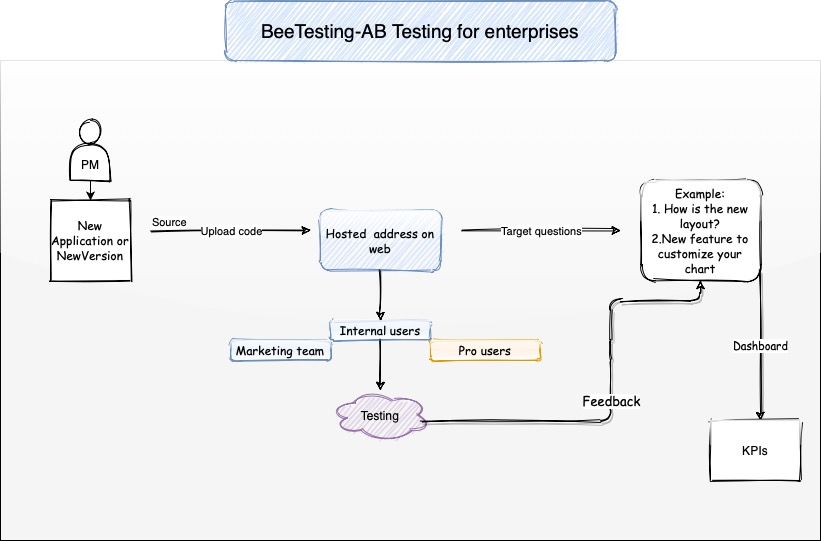 BeeTesting-AB Testing for enterprises
PM
New
Application or
NewVersion
Source
Upload code
Hosted  address on
web
Target questions
Example:
1. How is the new
layout?
2.New feature to
customize your
chart
Internal users
Marketing team
Pro users
Dashboard
Testing
Feedback
KPIs